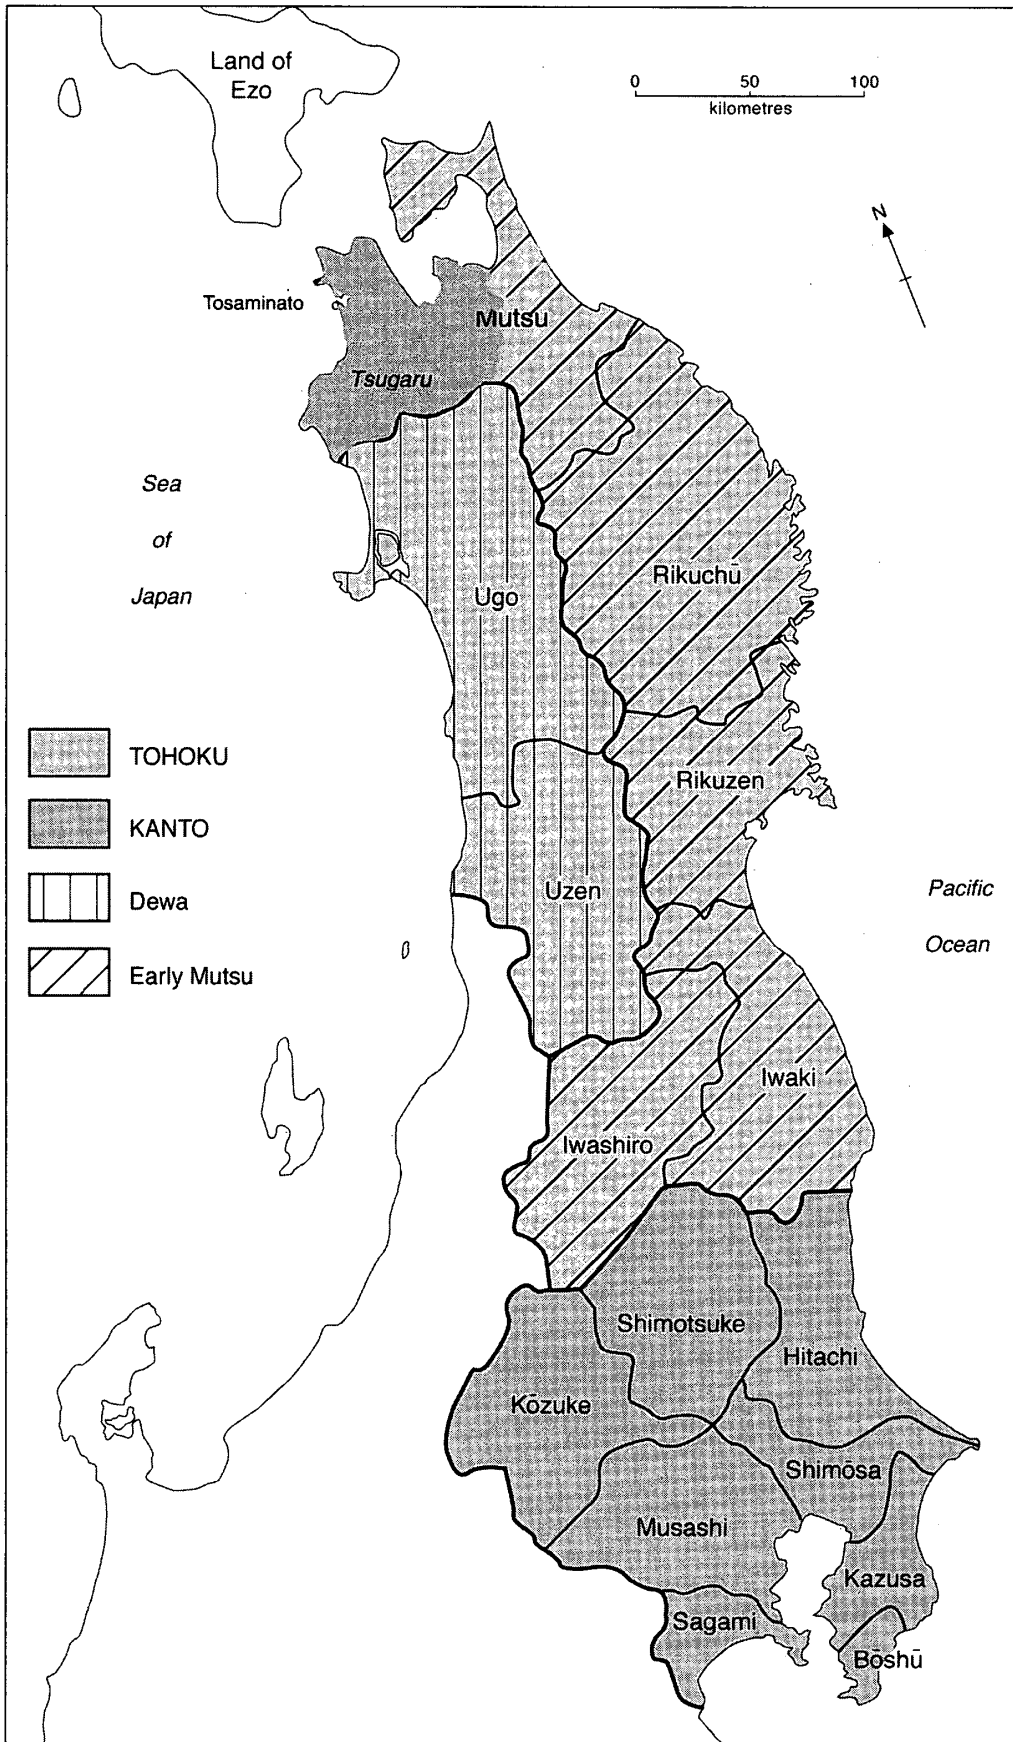 Land of
Ezo
0 50 100
kilometres
N
Tosaminato
Mutsu
Tsugaru
Sea
of
Japan
Rikuchū
Ugo
TOHOKU
KANTO
Dewa
Early Mutsu
Rikuzen
Uzen
Pacific
Ocean
Iwaki
Iwashiro
Shimotsuke
Hitachi
Kōzuke
Shimōsa
Musashi
Kazusa
Sagami
Bōshū